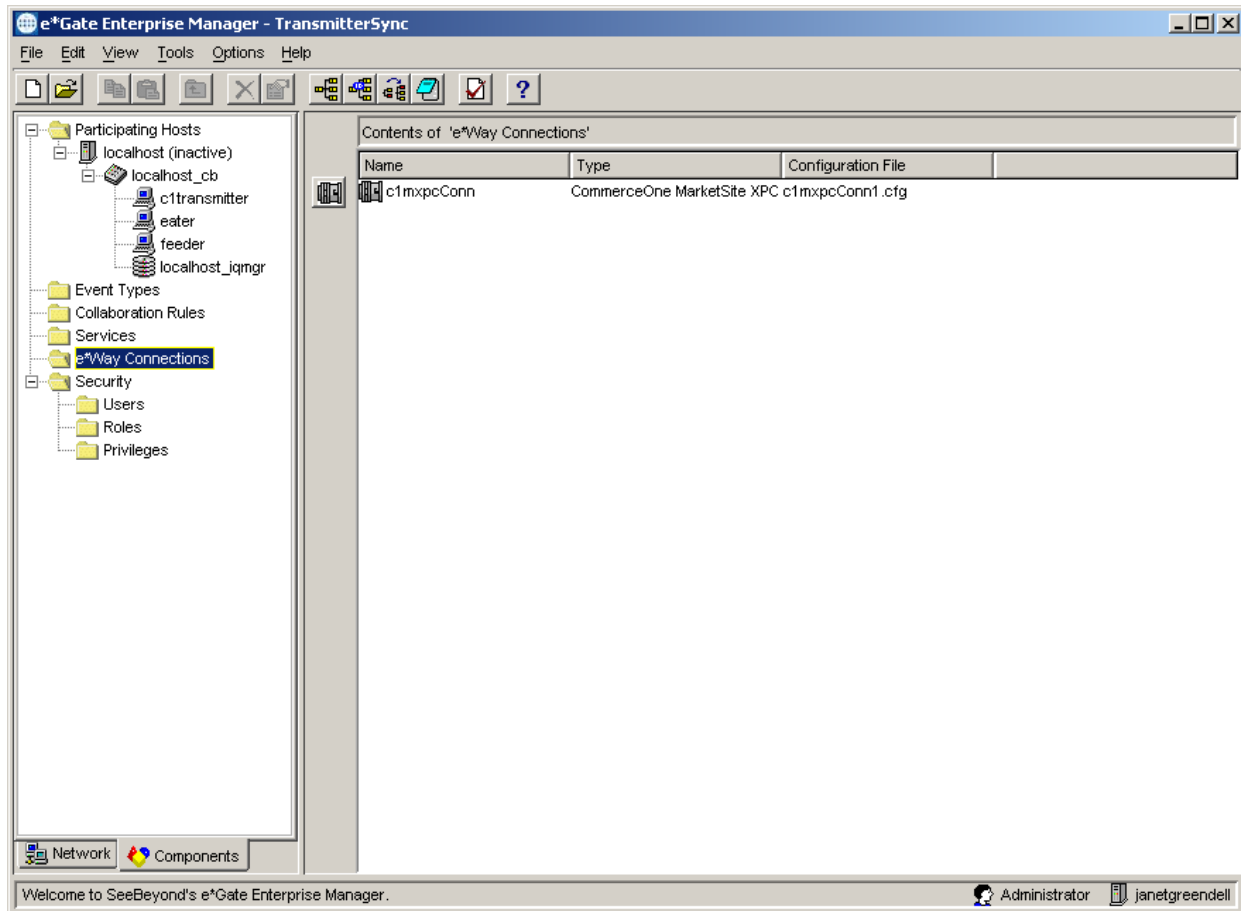 e*Gate Enterprise Manager - TransmitterSync
File Edit View Tools Options Help
Participating Hosts
localhost (inactive)
localhost_cb
c1transmitter
eater
feeder
localhost_iqmgr
Event Types
Collaboration Rules
Services
e*Way Connections
Security
Users
Roles
Privileges
Network Components
Contents of 'e*Way Connections'
Name Type Configuration File
c1mxpcConn CommerceOne MarketSite XPC c1mxpcConn1.cfg
Welcome to SeeBeyond's e*Gate Enterprise Manager. Administrator janetgreendell